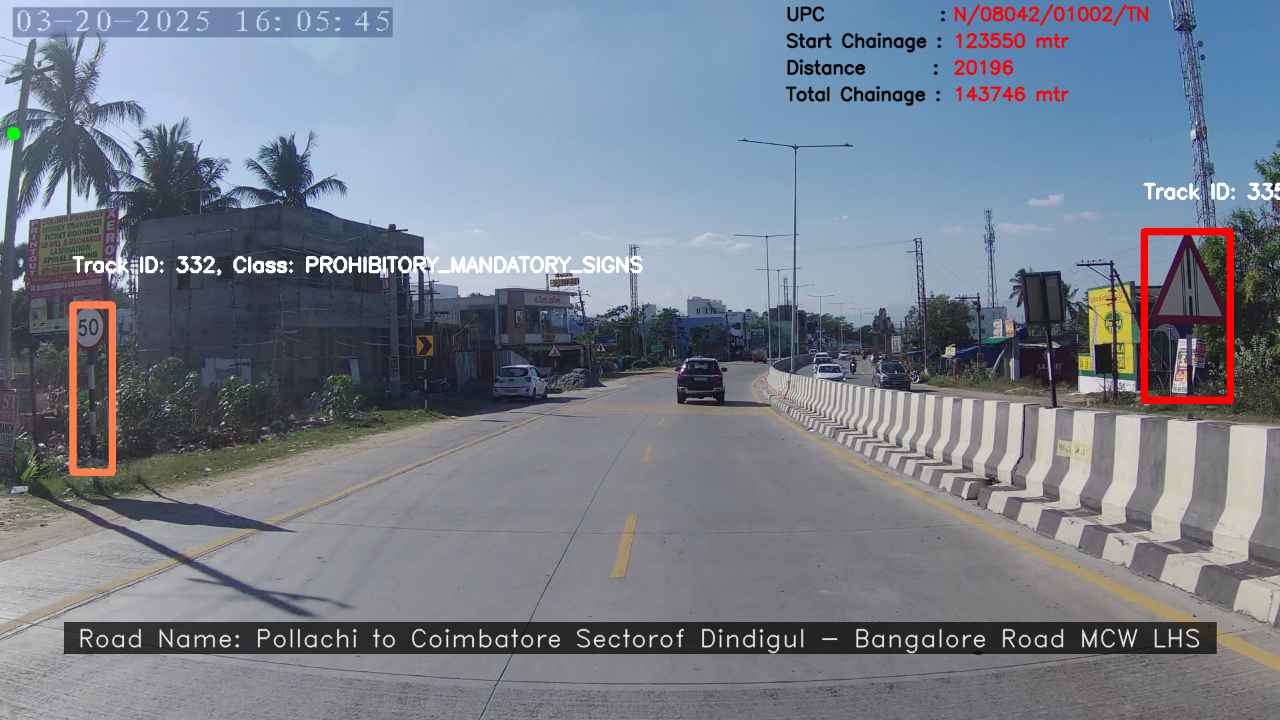 03-20-2025 16:05:45
UPC : N/08042/01002/TN
Start Chainage : 123550 mtr
Distance : 20196
Total Chainage : 143746 mtr
Track ID: 335
Track ID: 332, Class: PROHIBITORY_MANDATORY_SIGNS
PRINTOUT
AERO
50
Road Name: Pollachi to Coimbatore Sectorof Dindigul - Bangalore Road MCW LHS